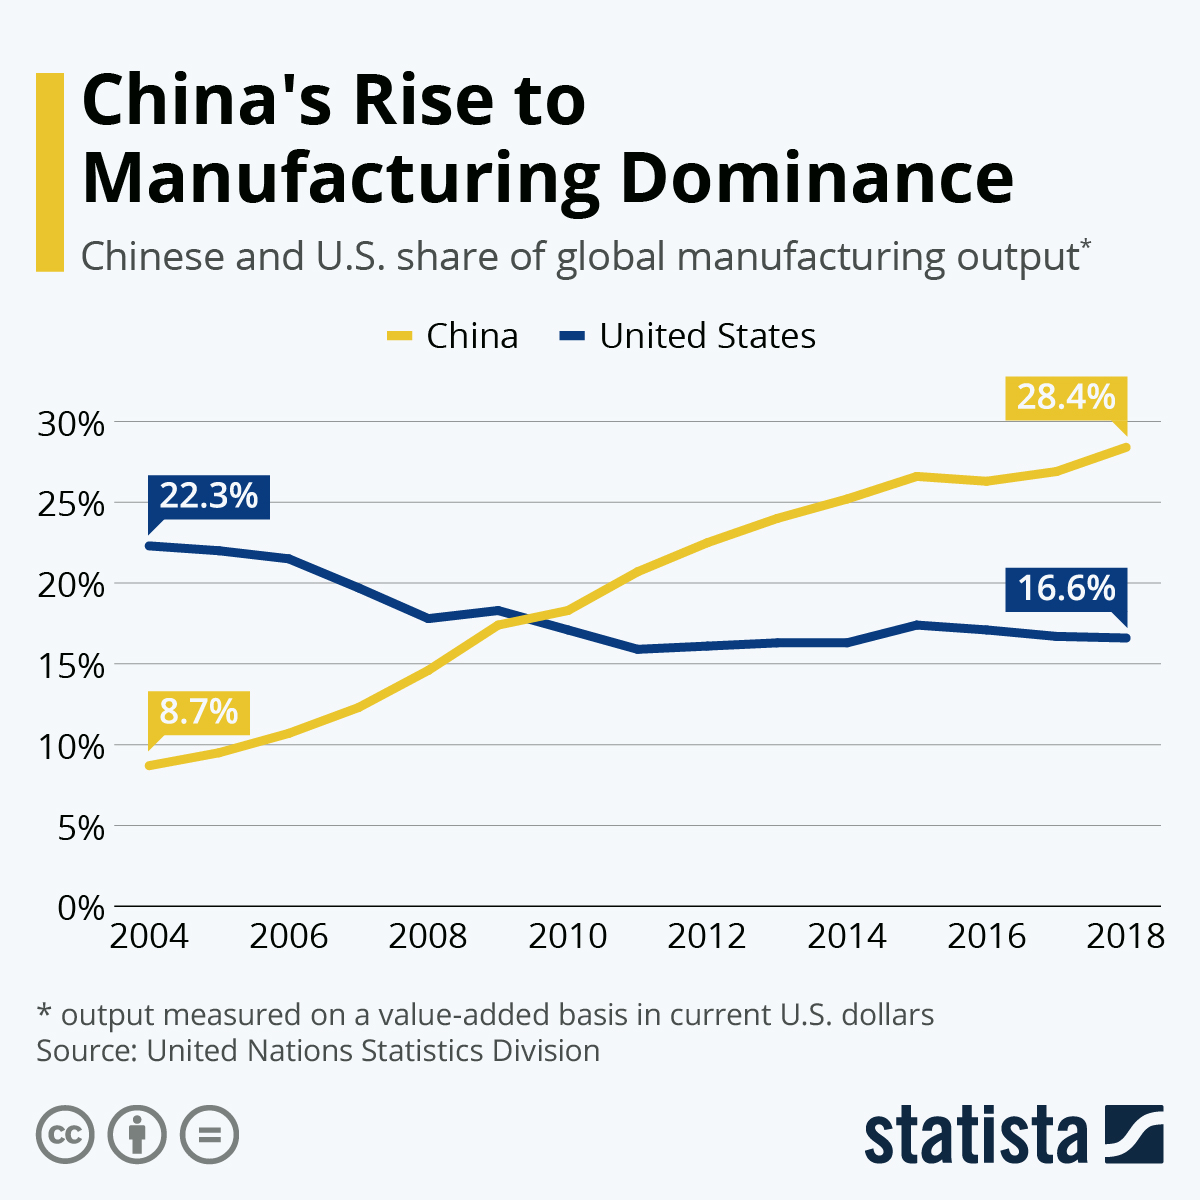 China's Rise to
Manufacturing Dominance
Chinese and U.S. share of global manufacturing output*
China United States
28.4%
30%
22.3%
25%
20%
16.6%
15%
8.7%
10%
5%
0%
2004 2006 2008 2010 2012 2014 2016 2018
* output measured on a value-added basis in current U.S. dollars
Source: United Nations Statistics Division
cc
statista